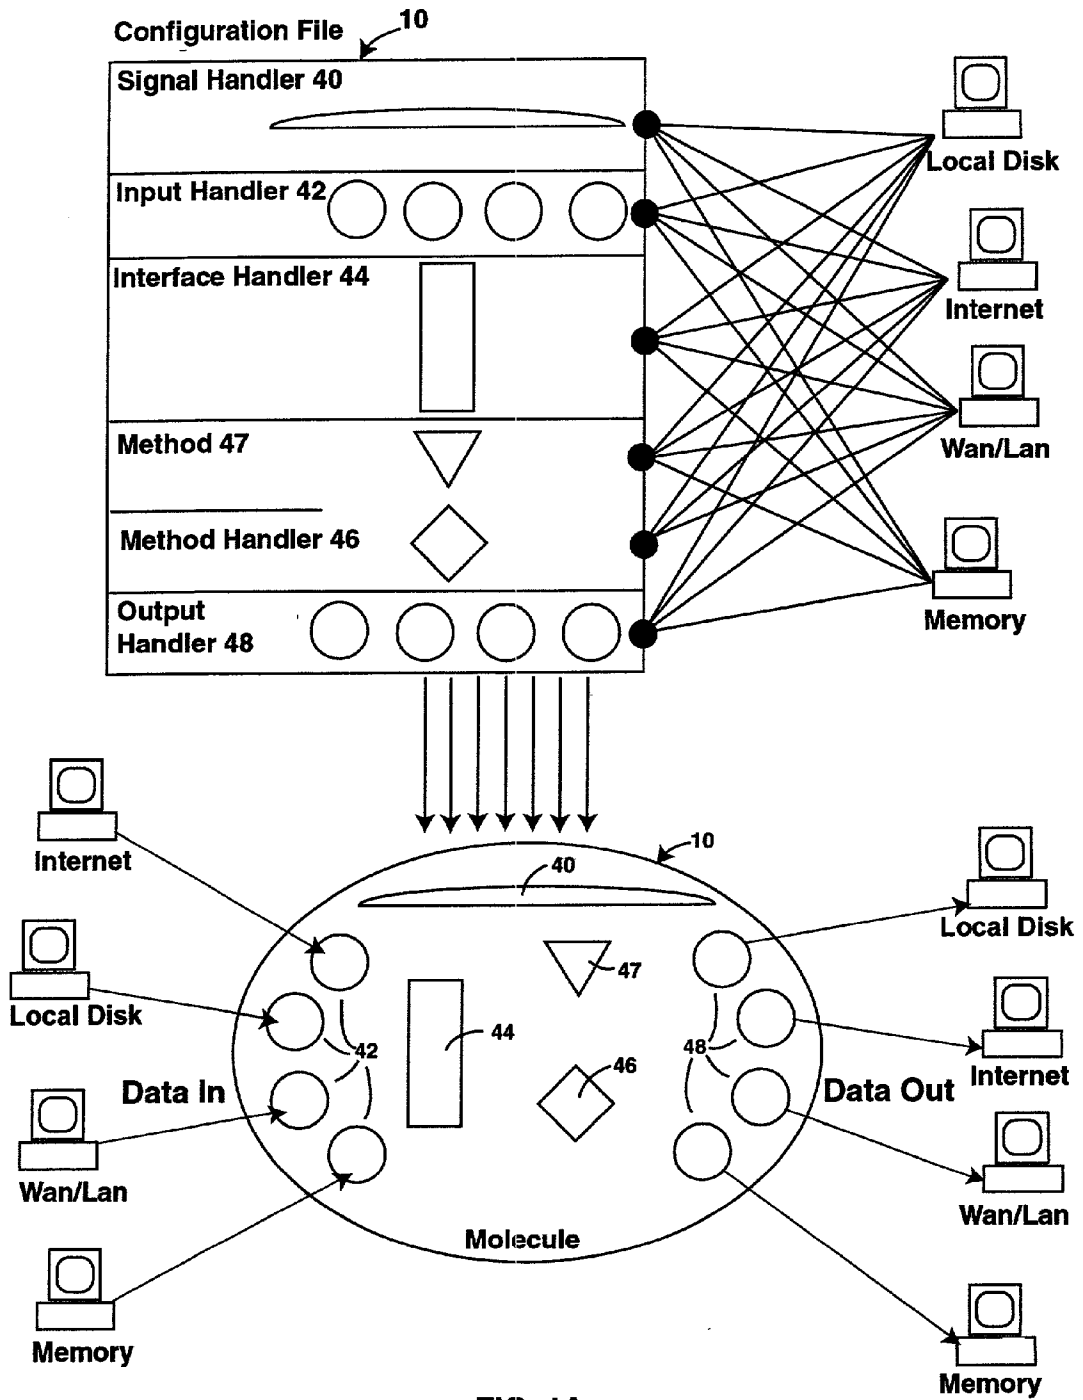 Configuration File
10
Signal Handler 40
Local Disk
Input Handler 42
Interface Handler 44
Internet
Method 47
Wan/Lan
Method Handler 46
Output
Handler 48
Memory
10
Internet
40
47
Local Disk
Local Disk
44
42
48
46
Internet
Data In
Data Out
Wan/Lan
Wan/Lan
Molecule
Memory
Memory